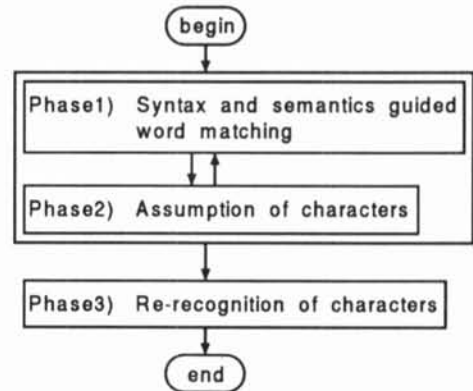 begin
Phase1) Syntax and semantics guided
word matching
Phase2) Assumption of characters
Phase3) Re-recognition of characters
end